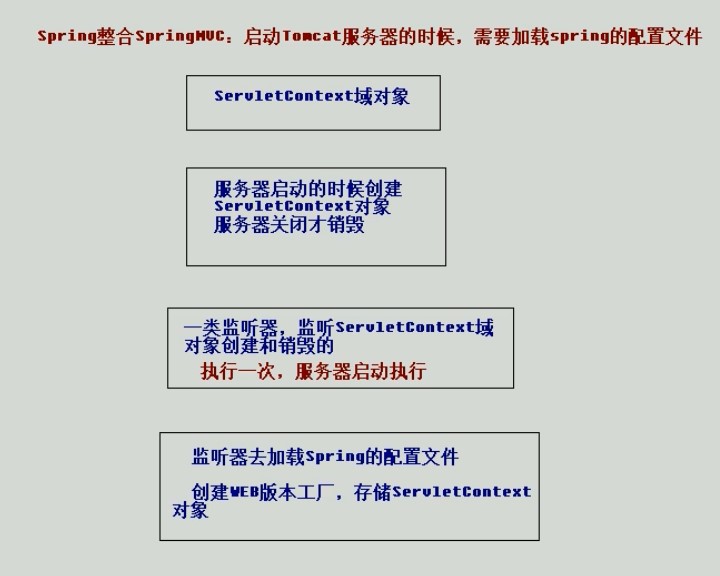 Spring整合SpringMVC：启动Tomcat服务器的时候，需要加载spring的配置文件
ServletContext域对象
服务器启动的时候创建
ServletContext对象
服务器关闭才销毁
一类监听器，监听ServletContext域
对象创建和销毁的
执行一次，服务器启动执行
监听器去加载Spring的配置文件
创建WEB版本工厂，存储ServletContext
对象